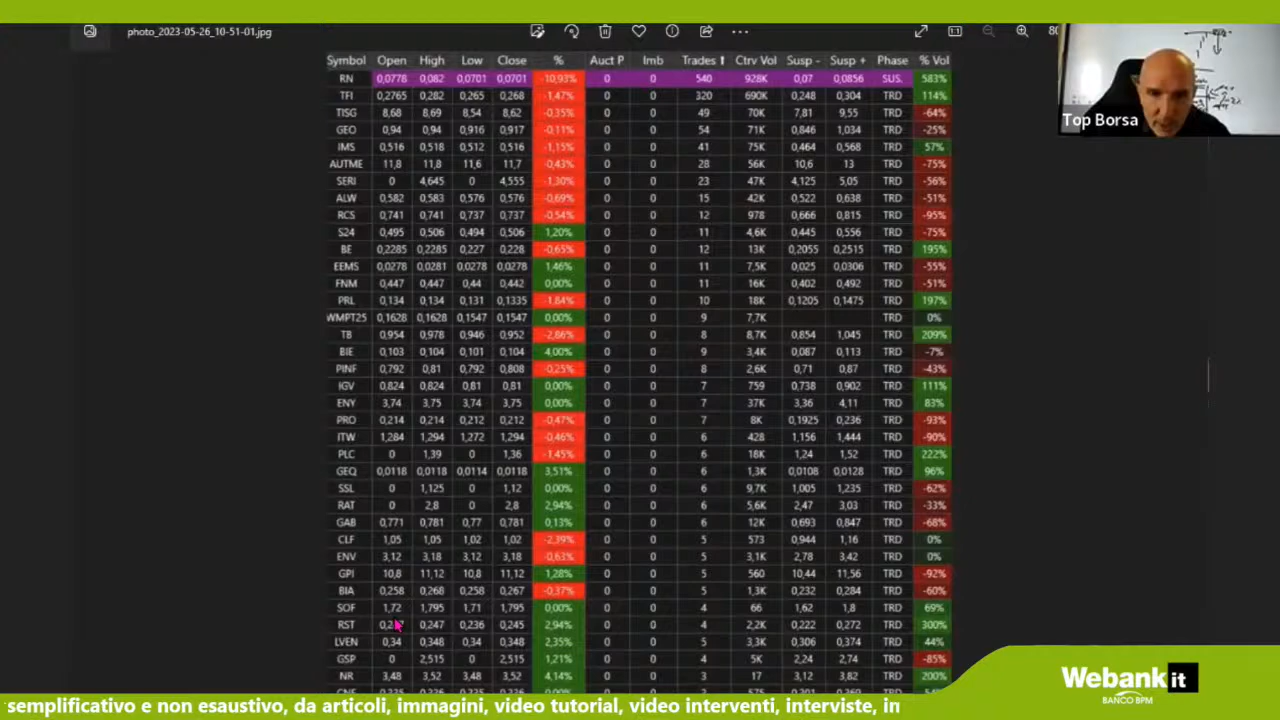 photo_2023-05-26_10-51-01.jpg
Symbol Open High Low Close % Auct P Imb Trades Ctrv Vol Susp - Susp + Phase % Vol
RN 0,0778 0,082 0,0701 0,0701 -10,93% 0 0 540 928K 0,07 0,0856 SUS. 583%
TFI 0,2765 0,282 0,265 0,268 -1,47% 0 0 320 690K 0,248 0,304 TRD 114%
TISG 8,68 8,69 8,54 8,62 -0,35% 0 0 49 70K 7,81 9,55 TRD -64%
GEO 0,94 0,94 0,916 0,917 -0,11% 0 0 54 71K 0,846 1,034 TRD -25%
IMS 0,516 0,518 0,512 0,516 -1,15% 0 0 41 75K 0,464 0,568 TRD 57%
AUTME 11,8 11,8 11,6 11,7 -0,43% 0 0 28 56K 10,6 13 TRD -75%
SERI 0 4,645 0 4,555 -1,30% 0 0 23 47K 4,125 5,05 TRD -56%
ALW 0,582 0,583 0,576 0,576 -0,69% 0 0 15 42K 0,522 0,638 TRD -51%
RCS 0,741 0,741 0,737 0,737 -0,54% 0 0 12 978 0,666 0,815 TRD -95%
S24 0,495 0,506 0,494 0,506 1,20% 0 0 11 4,6K 0,445 0,556 TRD -75%
BE 0,2285 0,2285 0,227 0,228 -0,65% 0 0 12 13K 0,2055 0,2515 TRD 195%
EEMS 0,0278 0,0281 0,0278 0,0278 1,46% 0 0 11 7,5K 0,025 0,0306 TRD -55%
FNM 0,447 0,447 0,44 0,442 0,00% 0 0 11 16K 0,402 0,492 TRD -51%
PRL 0,134 0,134 0,131 0,1335 -1,84% 0 0 10 18K 0,1205 0,1475 TRD 197%
WMPT25 0,1628 0,1628 0,1547 0,1547 0,00% 0 0 9 7,7K TRD 0%
TB 0,954 0,978 0,946 0,952 -2,86% 0 0 8 8,7K 0,854 1,045 TRD 209%
BIE 0,103 0,104 0,101 0,104 4,00% 0 0 9 3,4K 0,087 0,113 TRD -7%
PINF 0,792 0,81 0,792 0,808 -0,25% 0 0 8 2,6K 0,71 0,87 TRD -43%
IGV 0,824 0,824 0,81 0,81 0,00% 0 0 7 759 0,738 0,902 TRD 111%
ENY 3,74 3,75 3,74 3,75 0,00% 0 0 7 37K 3,36 4,11 TRD 83%
PRO 0,214 0,214 0,212 0,212 -0,47% 0 0 7 8K 0,1925 0,236 TRD -93%
ITW 1,284 1,294 1,272 1,294 -0,46% 0 0 6 428 1,156 1,444 TRD -90%
PLC 0 1,39 0 1,36 -1,45% 0 0 6 18K 1,24 1,52 TRD 222%
GEQ 0,0118 0,0118 0,0114 0,0118 3,51% 0 0 6 1,3K 0,0108 0,0128 TRD 96%
SSL 0 1,125 0 1,12 0,00% 0 0 6 9,7K 1,005 1,235 TRD -62%
RAT 0 2,8 0 2,8 2,94% 0 0 6 5,6K 2,47 3,03 TRD -33%
GAB 0,771 0,781 0,77 0,781 0,13% 0 0 6 12K 0,693 0,847 TRD -68%
CLF 1,05 1,05 1,02 1,02 -2,39% 0 0 5 573 0,944 1,16 TRD 0%
ENV 3,12 3,18 3,12 3,18 -0,63% 0 0 5 3,1K 2,78 3,42 TRD 0%
GPI 10,8 11,12 10,8 11,12 1,28% 0 0 5 560 10,44 11,56 TRD -92%
BIA 0,258 0,268 0,258 0,267 -0,37% 0 0 5 1,3K 0,232 0,284 TRD -60%
SOF 1,72 1,795 1,71 1,795 0,00% 0 0 4 66 1,62 1,8 TRD 69%
RST 0,247 0,236 0,245 2,94% 0 0 4 2,2K 0,222 0,272 TRD 300%
LVEN 0,34 0,348 0,34 0,348 2,35% 0 0 5 3,3K 0,306 0,374 TRD 44%
GSP 0 2,515 0 2,515 1,21% 0 0 4 5K 2,24 2,74 TRD -85%
NR 3,48 3,52 3,48 3,52 4,14% 0 0 3 17 3,12 3,82 TRD 200%
Top Borsa
Webank it
BANCO BPM
semplificativo e non esaustivo, da articoli, immagini, video tutorial, video interventi, interviste, in